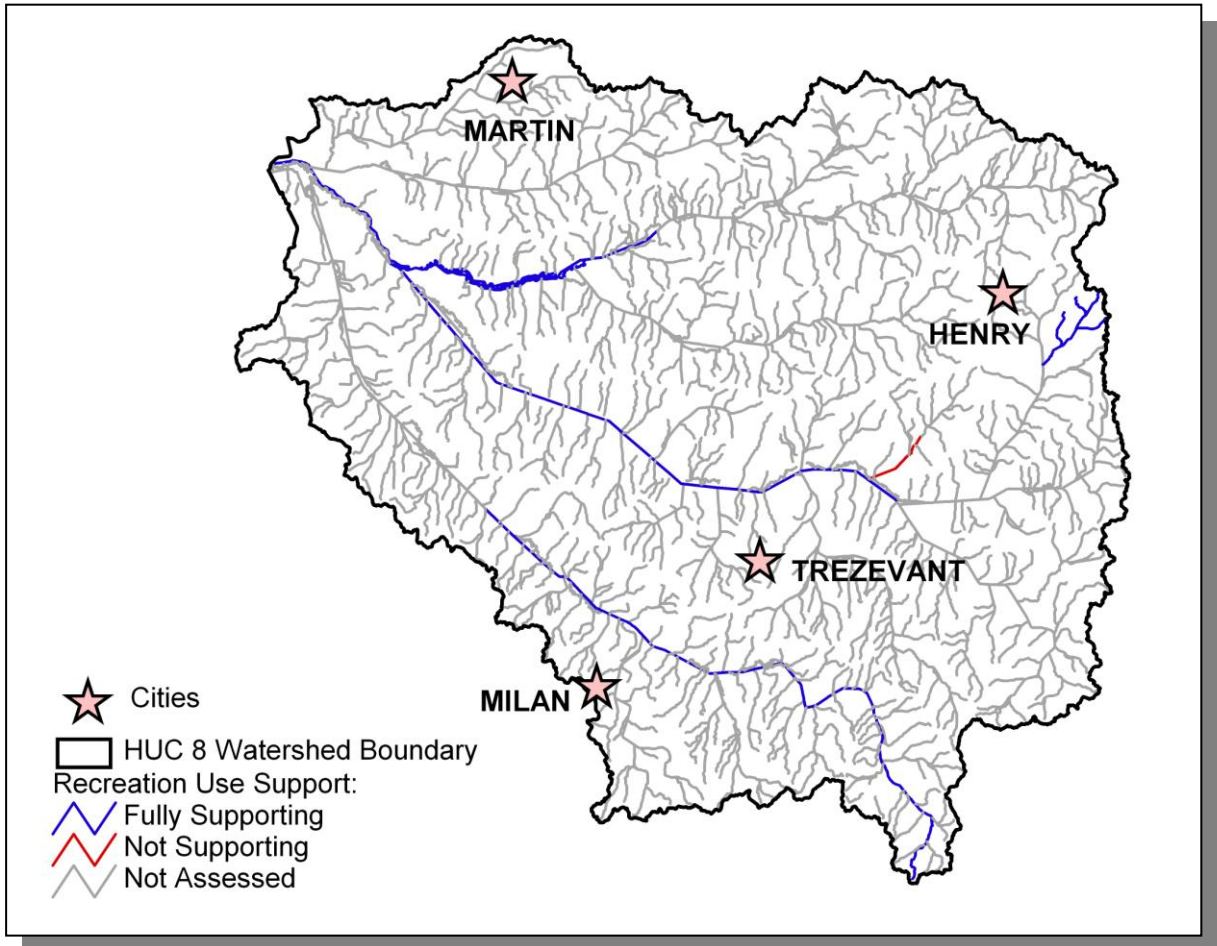 MARTIN
HENRY
TREZEVANT
MILAN
Cities
HUC 8 Watershed Boundary
Recreation Use Support:
Fully Supporting
Not Supporting
Not Assessed